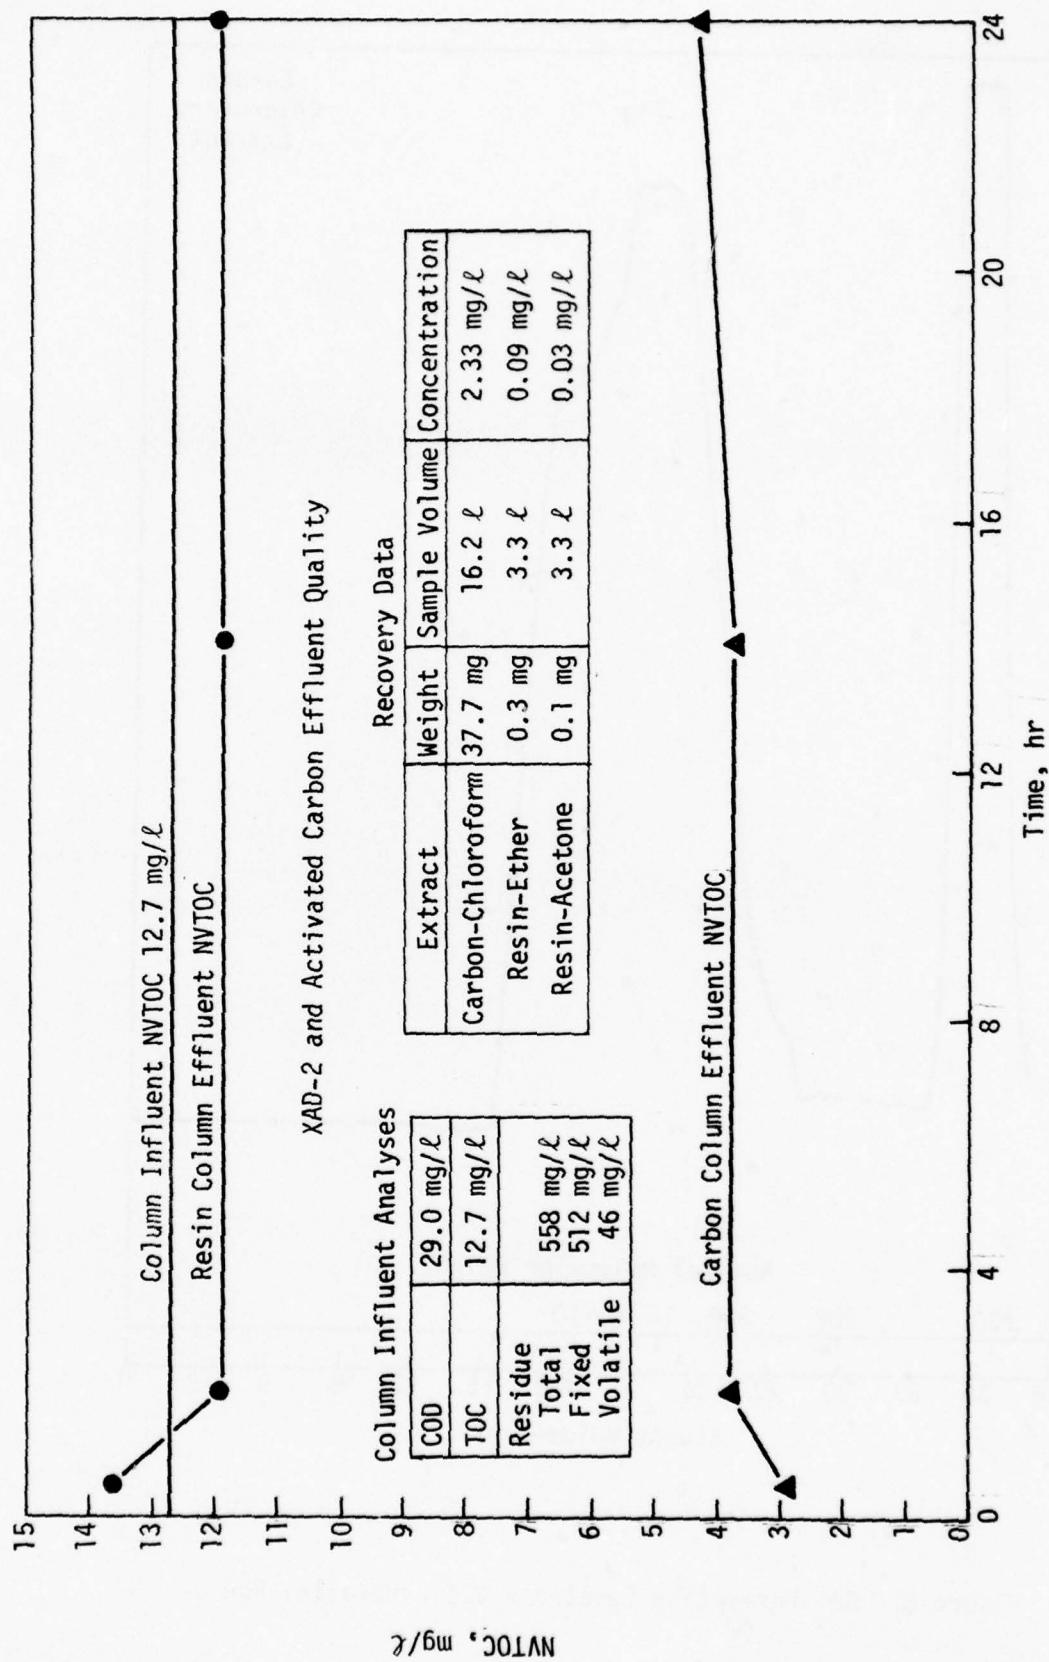 15
14
13
12
11
10
9
8
7
6
5
4
3
2
1
0
NVTOC, mg/ℓ
Column Influent NVTOC 12.7 mg/ℓ
Resin Column Effluent NVTOC
XAD-2 and Activated Carbon Effluent Quality
Column Influent Analyses
COD 29.0 mg/ℓ
TOC 12.7 mg/ℓ
Residue
Total 558 mg/ℓ
Fixed 512 mg/ℓ
Volatile 46 mg/ℓ
Recovery Data
Extract Weight Sample Volume Concentration
Carbon-Chloroform 37.7 mg 16.2 ℓ 2.33 mg/ℓ
Resin-Ether 0.3 mg 3.3 ℓ 0.09 mg/ℓ
Resin-Acetone 0.1 mg 3.3 ℓ 0.03 mg/ℓ
Carbon Column Effluent NVTOC
0 4 8 12 16 20 24
Time, hr